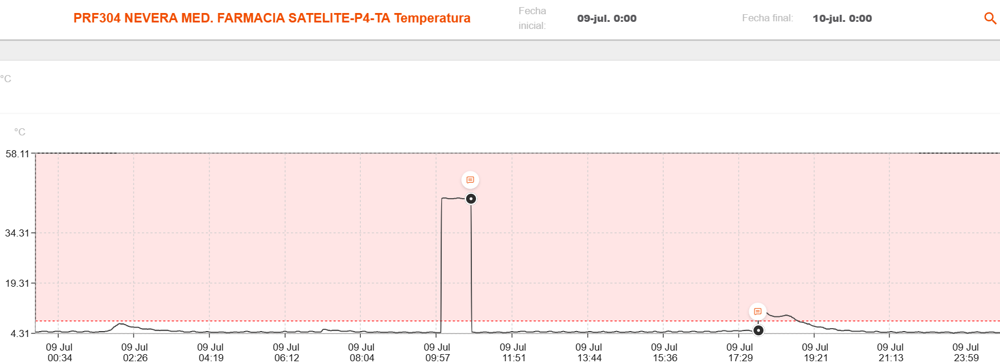 PRF304 NEVERA MED. FARMACIA SATELITE-P4-TA Temperatura
Fecha inicial:
09-jul. 0:00
Fecha final:
10-jul. 0:00
°C
°C
58.11
34.31
19.31
4.31
09 Jul 00:34
09 Jul 02:26
09 Jul 04:19
09 Jul 06:12
09 Jul 08:04
09 Jul 09:57
09 Jul 11:51
09 Jul 13:44
09 Jul 15:36
09 Jul 17:29
09 Jul 19:21
09 Jul 21:13
09 Jul 23:59